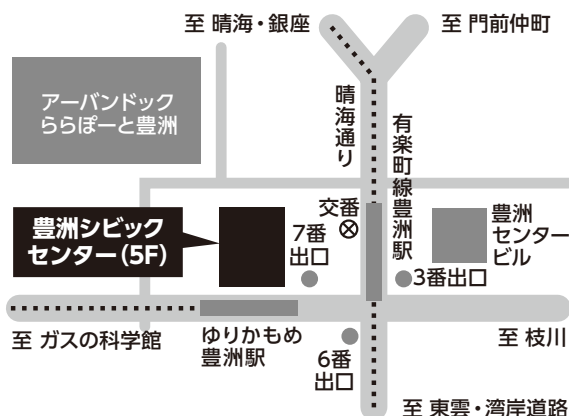 至 晴海・銀座
至 門前仲町
アーバンドック
ららぽーと豊洲
晴海通り
有楽町線豊洲駅
豊洲シビック
センター(5F)
7番
出口
交番
豊洲
センター
ビル
3番出口
至 ガスの科学館
ゆりかもめ
豊洲駅
6番
出口
至 枝川
至 東雲・湾岸道路